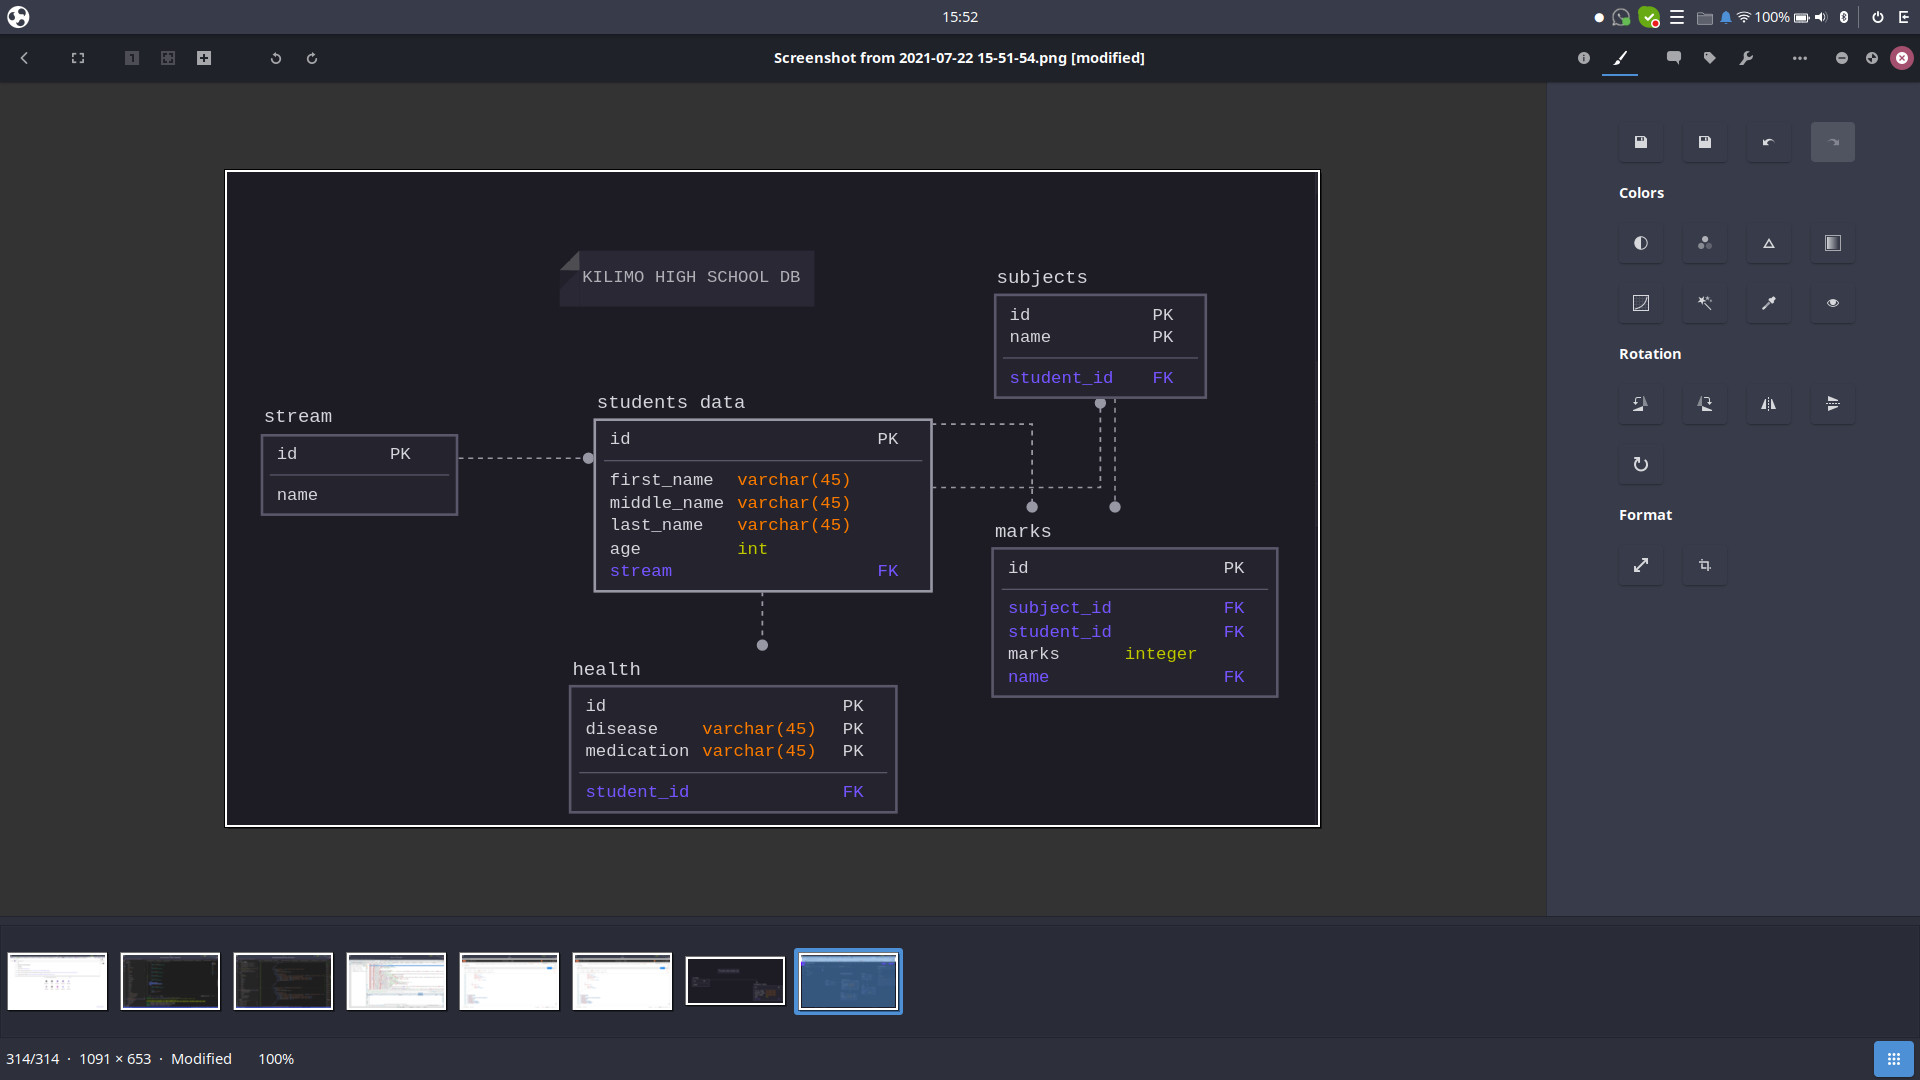 15:52
100%
Screenshot from 2021-07-22 15-51-54.png [modified]
1
Colors
Rotation
Format
KILIMO HIGH SCHOOL DB
subjects
id PK
name PK
student_id FK
stream
id PK
name
students data
id PK
first_name varchar(45)
middle_name varchar(45)
last_name varchar(45)
age int
stream FK
marks
id PK
subject_id FK
student_id FK
marks integer
name FK
health
id PK
disease varchar(45) PK
medication varchar(45) PK
student_id FK
314/314 · 1091 × 653 · Modified 100%